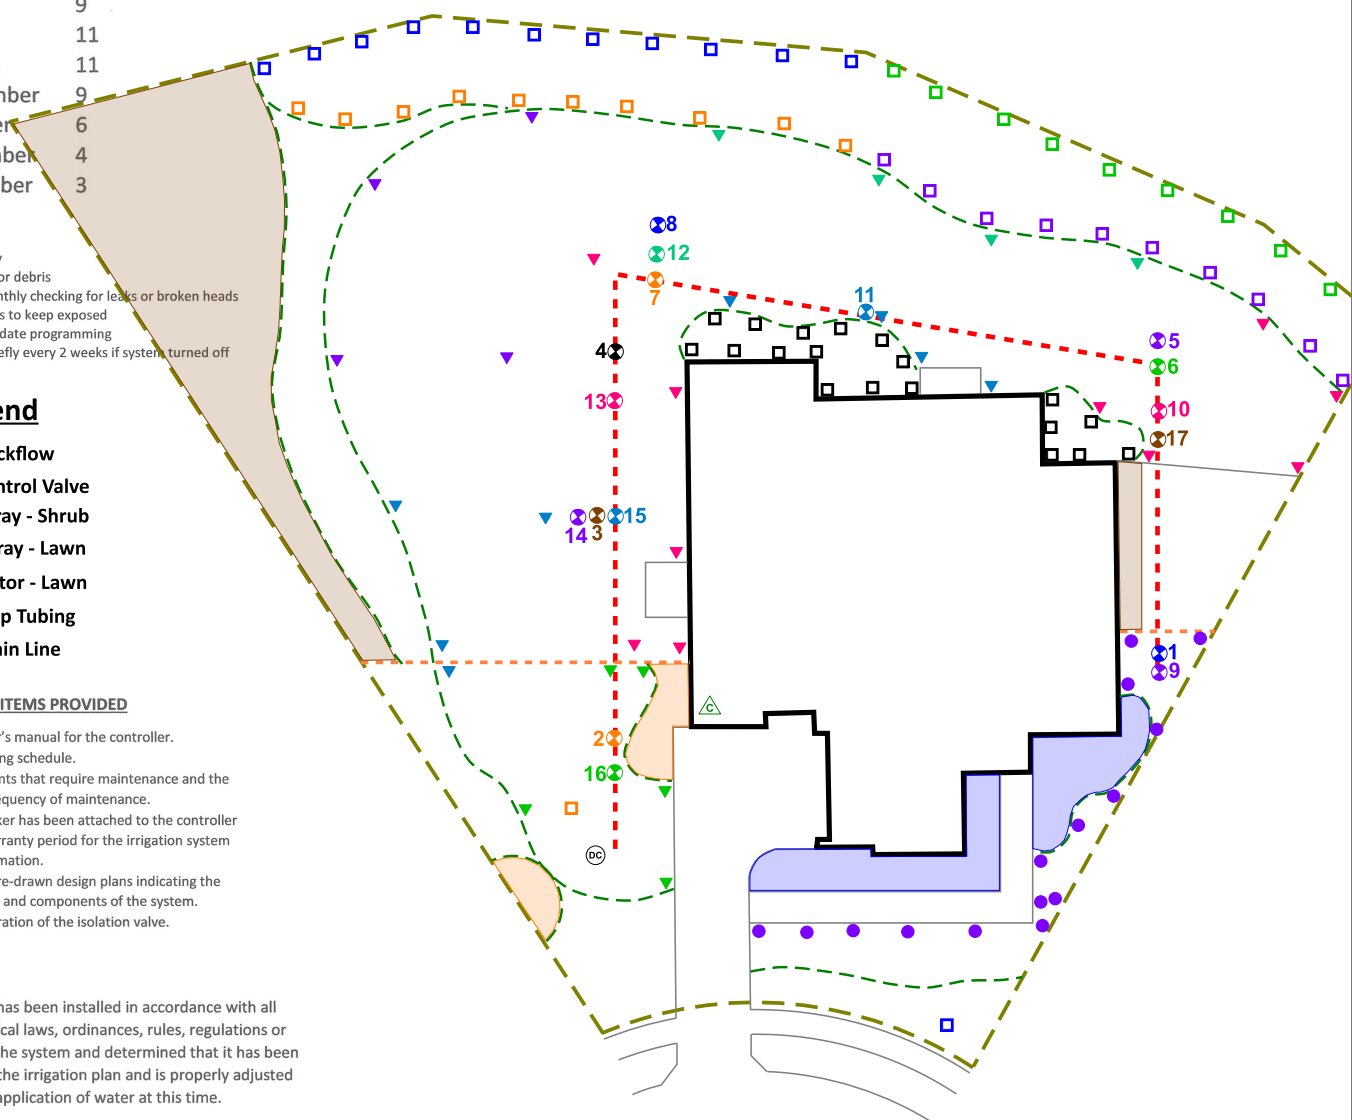 9
11
11
9
6
4
3
or debris
nthly checking for leaks or broken heads
s to keep exposed
date programming
efly every 2 weeks if system turned off
end
ckflow
ntrol Valve
ray - Shrub
ray - Lawn
tor - Lawn
p Tubing
in Line
ITEMS PROVIDED
r's manual for the controller.
ng schedule.
nts that require maintenance and the
equency of maintenance.
ker has been attached to the controller
rranty period for the irrigation system
mation.
re-drawn design plans indicating the
and components of the system.
ration of the isolation valve.
has been installed in accordance with all
cal laws, ordinances, rules, regulations or
he system and determined that it has been
the irrigation plan and is properly adjusted
application of water at this time.
8
12
7
11
4
13
5
6
10
17
14
3
15
1
9
2
16
C
DC